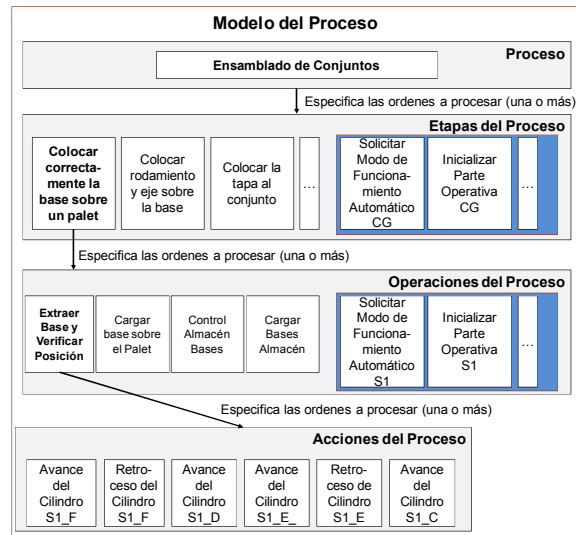 Modelo del Proceso
Proceso
Ensamblado de Conjuntos
Especifica las ordenes a procesar (una o más)
Etapas del Proceso
Colocar
correcta-
mente la
base sobre
un palet
Colocar
rodamiento
y eje sobre
la base
Colocar la
tapa al
conjunto
...
Solicitar
Modo de
Funciona-
miento
Automático
CG
Inicializar
Parte
Operativa
CG
...
Especifica las ordenes a procesar (una o más)
Operaciones del Proceso
Extraer
Base y
Verificar
Posición
Cargar
base sobre
el Palet
Control
Almacén
Bases
Cargar
Bases
Almacén
Solicitar
Modo de
Funciona-
miento
Automático
S1
Inicializar
Parte
Operativa
S1
...
Especifica las ordenes a procesar (una o más)
Acciones del Proceso
Avance
del
Cilindro
S1_F
Retro-
ceso del
Cilindro
S1_F
Avance
del
Cilindro
S1_D
Avance
del
Cilindro
S1_E_
Retro-
ceso de
Cilindro
S1_E
Avance
del
Cilindro
S1_C